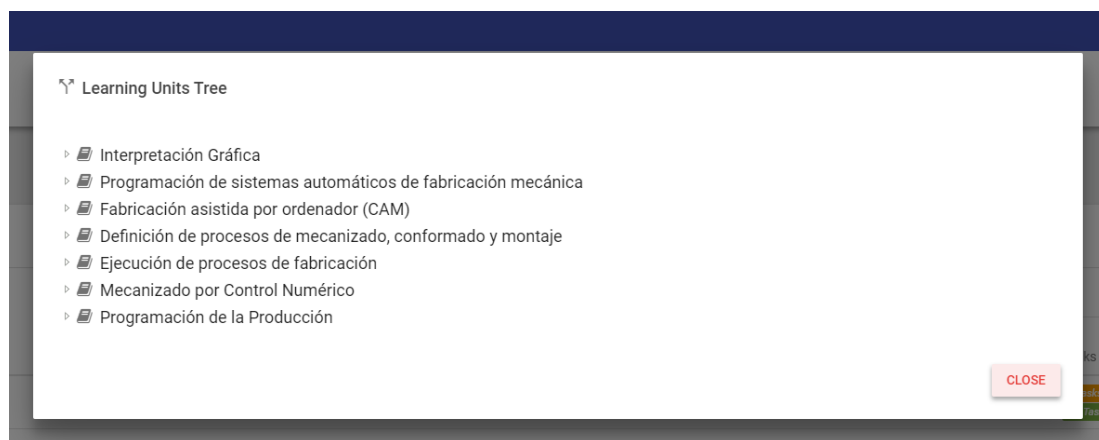 Learning Units Tree
Interpretación Gráfica
Programación de sistemas automáticos de fabricación mecánica
Fabricación asistida por ordenador (CAM)
Definición de procesos de mecanizado, conformado y montaje
Ejecución de procesos de fabricación
Mecanizado por Control Numérico
Programación de la Producción
ks
CLOSE